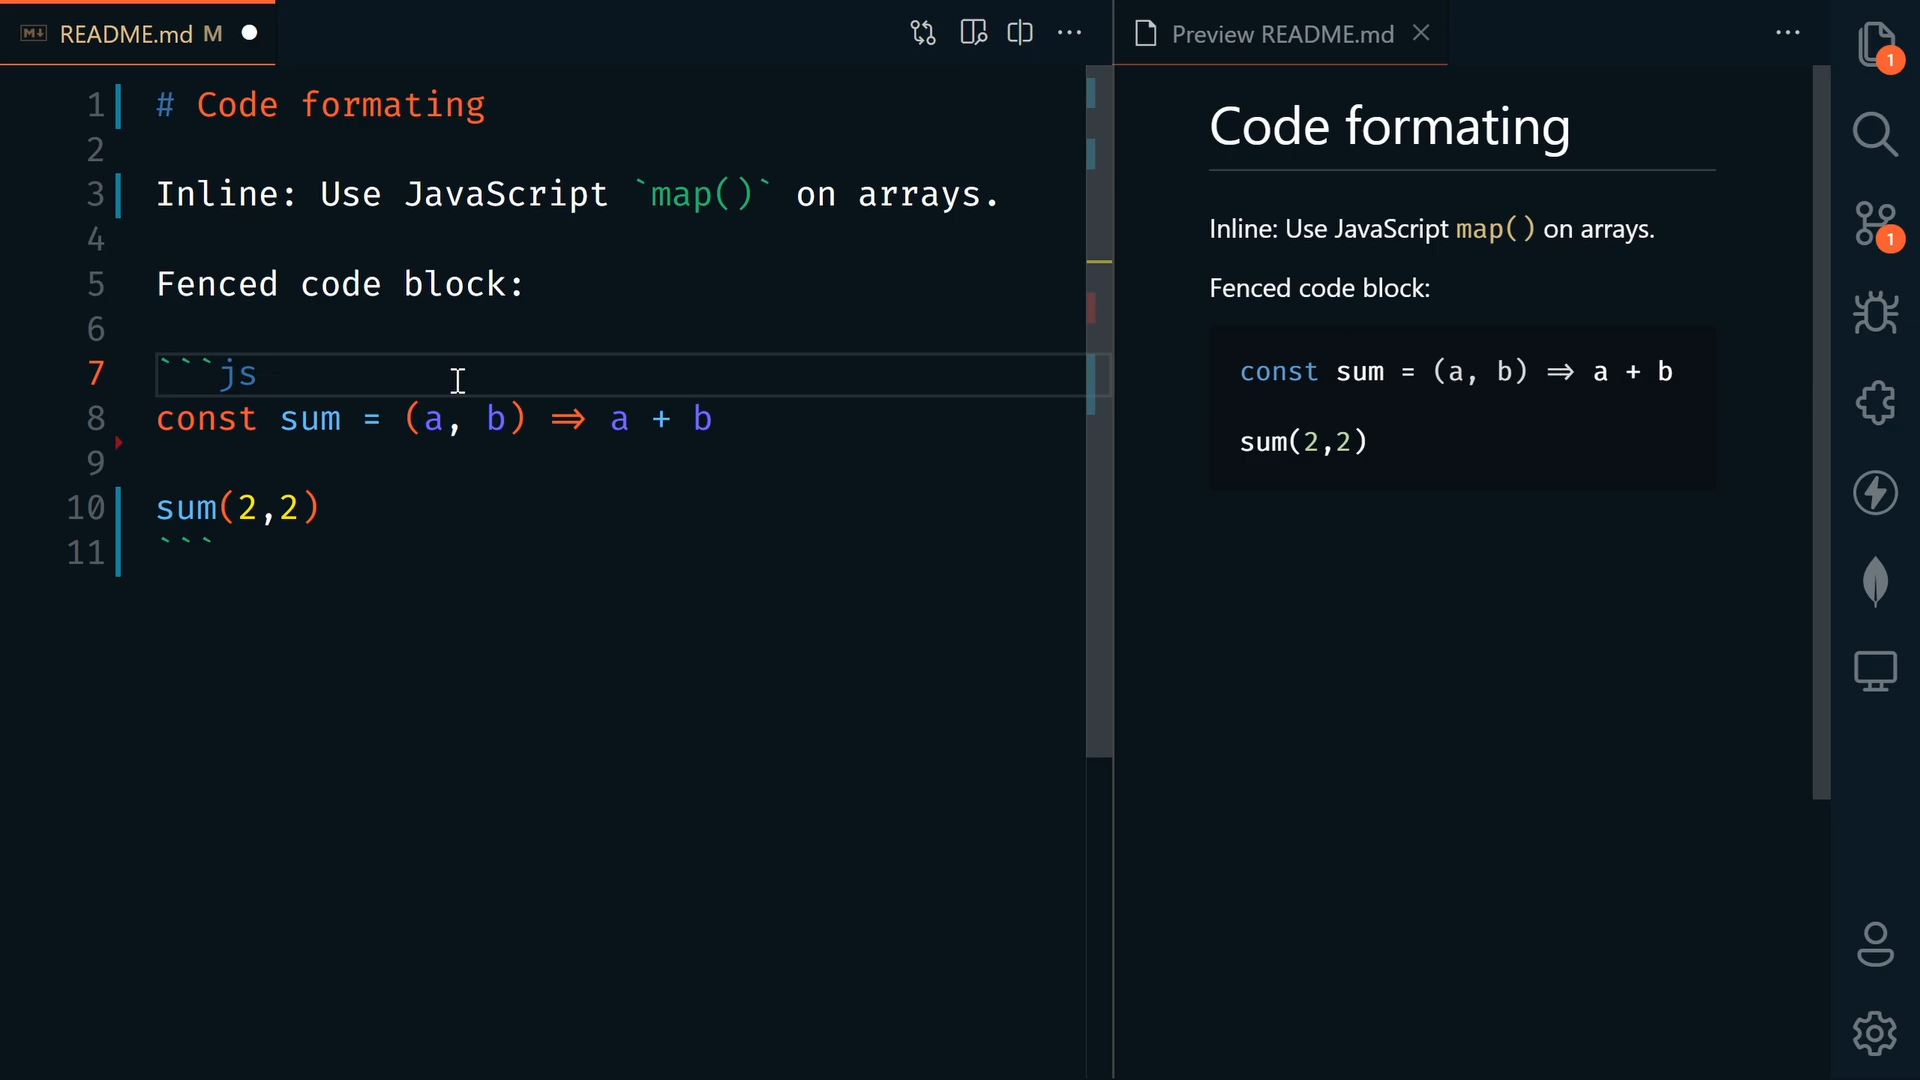 README.md M
Preview README.md
1 # Code formating
2
3 Inline: Use JavaScript `map()` on arrays.
4
5 Fenced code block:
6
7 ```js
8 const sum = (a, b) => a + b
9
10 sum(2,2)
11 ```
Code formating
Inline: Use JavaScript map() on arrays.
Fenced code block:
const sum = (a, b) => a + b
sum(2,2)
1
1